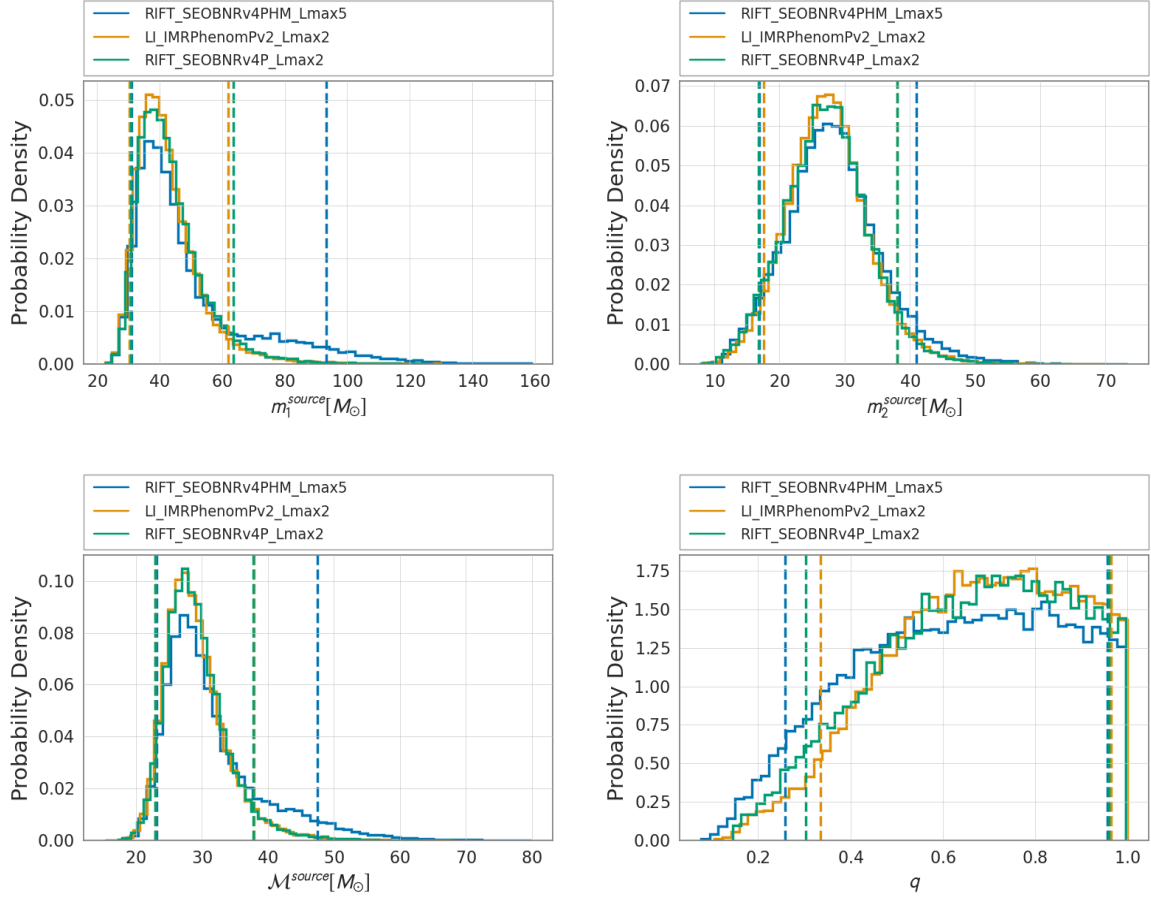 RIFT_SEOBNRv4PHM_Lmax5
LI_IMRPhenomPv2_Lmax2
RIFT_SEOBNRv4P_Lmax2
Probability Density
0.05
0.04
0.03
0.02
0.01
0.00
20 40 60 80 100 120 140 160
m₁^source [M⊙]
RIFT_SEOBNRv4PHM_Lmax5
LI_IMRPhenomPv2_Lmax2
RIFT_SEOBNRv4P_Lmax2
Probability Density
0.07
0.06
0.05
0.04
0.03
0.02
0.01
0.00
10 20 30 40 50 60 70
m₂^source [M⊙]
RIFT_SEOBNRv4PHM_Lmax5
LI_IMRPhenomPv2_Lmax2
RIFT_SEOBNRv4P_Lmax2
Probability Density
0.10
0.08
0.06
0.04
0.02
0.00
20 30 40 50 60 70 80
ℳ^source [M⊙]
RIFT_SEOBNRv4PHM_Lmax5
LI_IMRPhenomPv2_Lmax2
RIFT_SEOBNRv4P_Lmax2
Probability Density
1.75
1.50
1.25
1.00
0.75
0.50
0.25
0.00
0.2 0.4 0.6 0.8 1.0
q